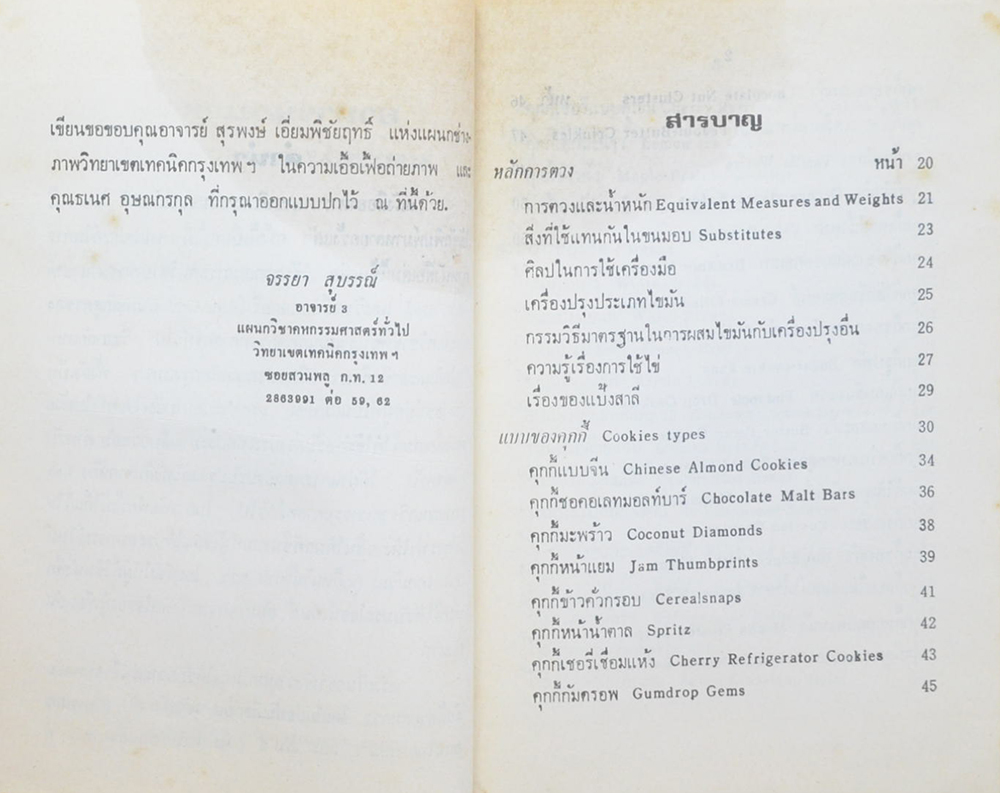 เขียนขอขอบคุณอาจารย์ สุรพงษ์ เอี่ยมพิชัยฤทธิ์ แห่งแผนกช่าง-
ภาพวิทยาเขตเทคนิคกรุงเทพฯ ในความเอื้อเฟื้อถ่ายภาพ และ
คุณธเนศ อุษณกรกุล ที่กรุณาออกแบบปกไว้ ณ ที่นี้ด้วย.
จรรยา สุบรรณ์
อาจารย์ 3
แผนกวิชาคหกรรมศาสตร์ทั่วไป
วิทยาเขตเทคนิคกรุงเทพฯ
ซอยสวนพลู ก.ท. 12
2863991 ต่อ 59, 62
สารบาญ
หลักการตวง หน้า 20
การตวงและน้ำหนัก Equivalent Measures and Weights 21
สิ่งที่ใช้แทนกันในขนมอบ Substitutes 23
ศิลปในการใช้เครื่องมือ 24
เครื่องปรุงประเภทไขมัน 25
กรรมวิธีมาตรฐานในการผสมไขมันกับเครื่องปรุงอื่น 26
ความรู้เรื่องการใช้ไข่ 27
เรื่องของแป้งสาลี 29
แบบของคุกกี้ Cookies types 30
คุกกี้แบบจีน Chinese Almond Cookies 34
คุกกี้ชอคอเลทมอลท์บาร์ Chocolate Malt Bars 36
คุกกี้มะพร้าว Coconut Diamonds 38
คุกกี้หน้าแยม Jam Thumbprints 39
คุกกี้ข้าวคั่วกรอบ Cerealsnaps 41
คุกกี้หน้าน้ำตาล Spritz 42
คุกกี้เชอรี่เชื่อมแห้ง Cherry Refrigerator Cookies 43
คุกกี้กัมดรอพ Gumdrop Gems 45